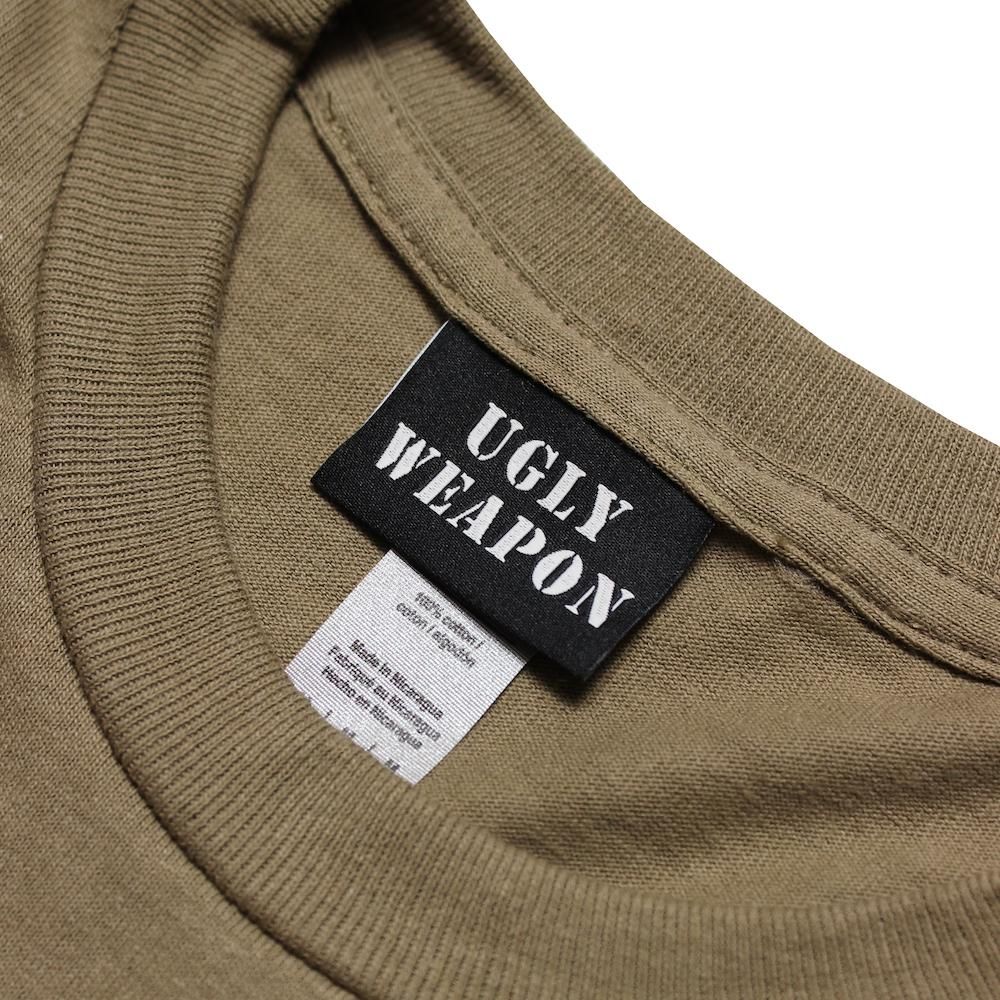 UGLY
WEAPON
100% cotton /
coton / algodón
Made in Nicaragua
Fabriqué au Nicaragua
Hecho en Nicaragua